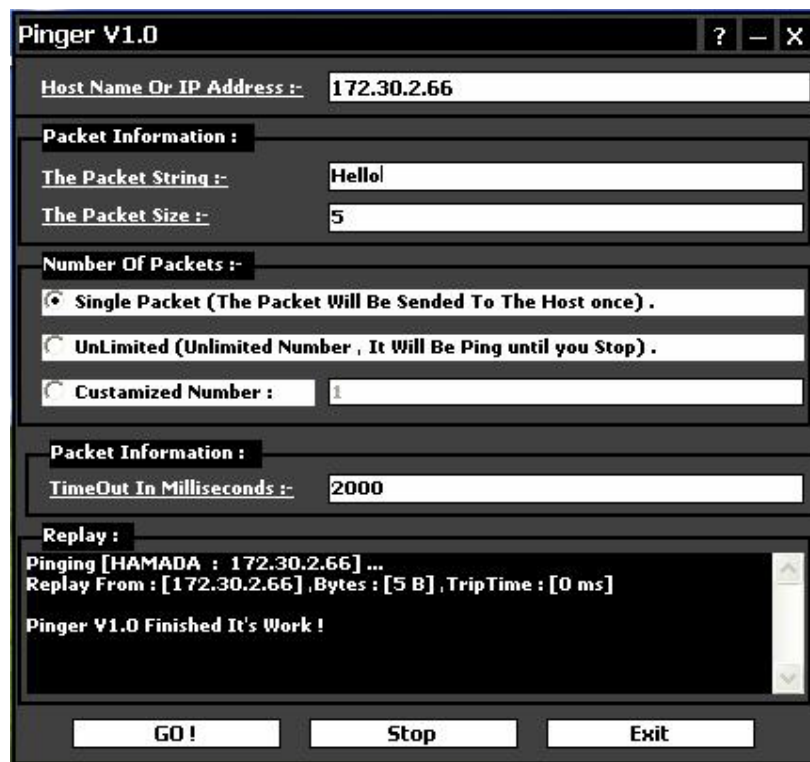 Pinger V1.0 ? – X
Host Name Or IP Address :- 172.30.2.66
Packet Information :
The Packet String :- Hello
The Packet Size :- 5
Number Of Packets :-
Single Packet (The Packet Will Be Sended To The Host once) .
UnLimited (Unlimited Number , It Will Be Ping until you Stop) .
Custamized Number : 1
Packet Information :
TimeOut In Milliseconds :- 2000
Replay :
Pinging [HAMADA : 172.30.2.66] ...
Replay From : [172.30.2.66] ,Bytes : [5 B] ,TripTime : [0 ms]
Pinger V1.0 Finished It's Work !
GO ! Stop Exit